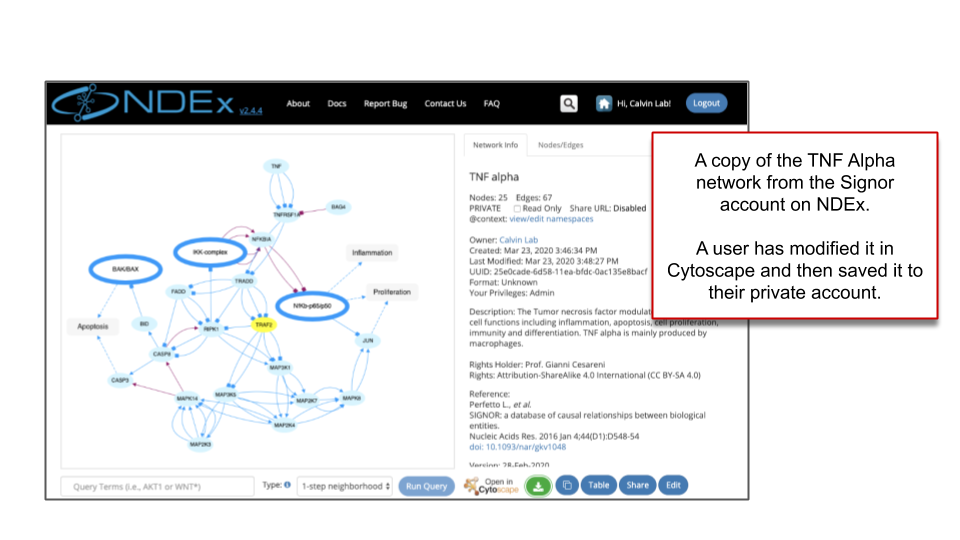 NDEx v2.4.4
About Docs Report Bug Contact Us FAQ Hi, Calvin Lab! Logout
TNF
BAG4
TNFRSF1A
NFKBIA
IKK-complex
Inflammation
BAK/BAX
TRADD
Proliferation
FADD
NfKb-p65/p50
Apoptosis
BID
RIPK1
TRAF2
JUN
CASP8
MAP3K1
CASP3
MAPK14
MAP3K5
MAP2K7
MAPK8
MAP2K4
MAP2K3
Network Info Nodes/Edges
TNF alpha
Nodes: 25 Edges: 67
PRIVATE Read Only Share URL: Disabled
@context: view/edit namespaces
Owner: Calvin Lab
Created: Mar 23, 2020 3:46:34 PM
Last Modified: Mar 23, 2020 3:48:27 PM
UUID: 25e0cade-6d58-11ea-bfdc-0ac135e8bacf
Format: Unknown
Your Privileges: Admin
Description: The Tumor necrosis factor modulat
cell functions including inflammation, apoptosis, cell proliferation,
immunity and differentiation. TNF alpha is mainly produced by
macrophages.
Rights Holder: Prof. Gianni Cesareni
Rights: Attribution-ShareAlike 4.0 International (CC BY-SA 4.0)
Reference:
Perfetto L., et al.
SIGNOR: a database of causal relationships between biological
entities.
Nucleic Acids Res. 2016 Jan 4;44(D1):D548-54
doi: 10.1093/nar/gkv1048
Version: 28-Feb-2020
A copy of the TNF Alpha
network from the Signor
account on NDEx.
A user has modified it in
Cytoscape and then saved it to
their private account.
Query Terms (i.e., AKT1 or WNT*) Type: 1-step neighborhood Run Query
Open in
Cytoscape
Table Share Edit